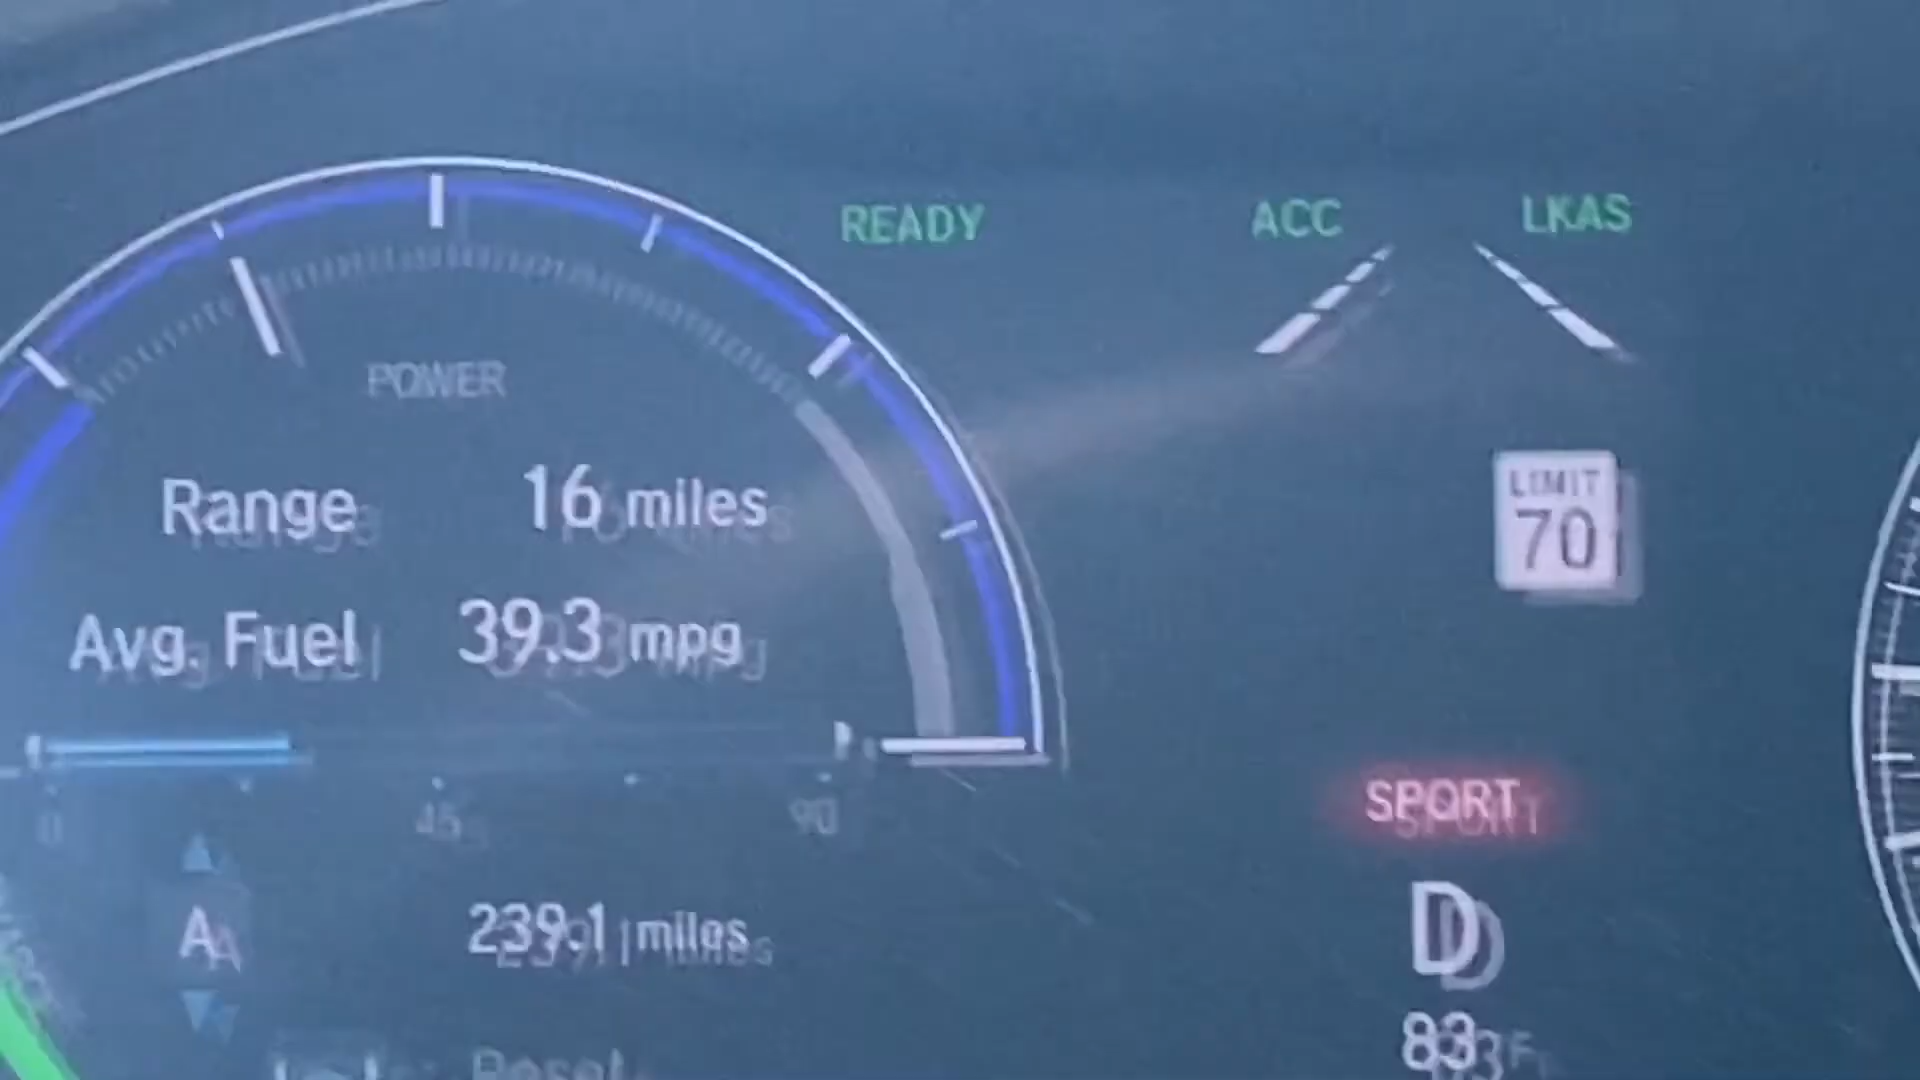 READY ACC LKAS
POWER
Range 16 miles
LIMIT
70
Avg. Fuel 39.3 mpg
0 45 90
SPORT
A 239.1 miles
D
83°F
Reset